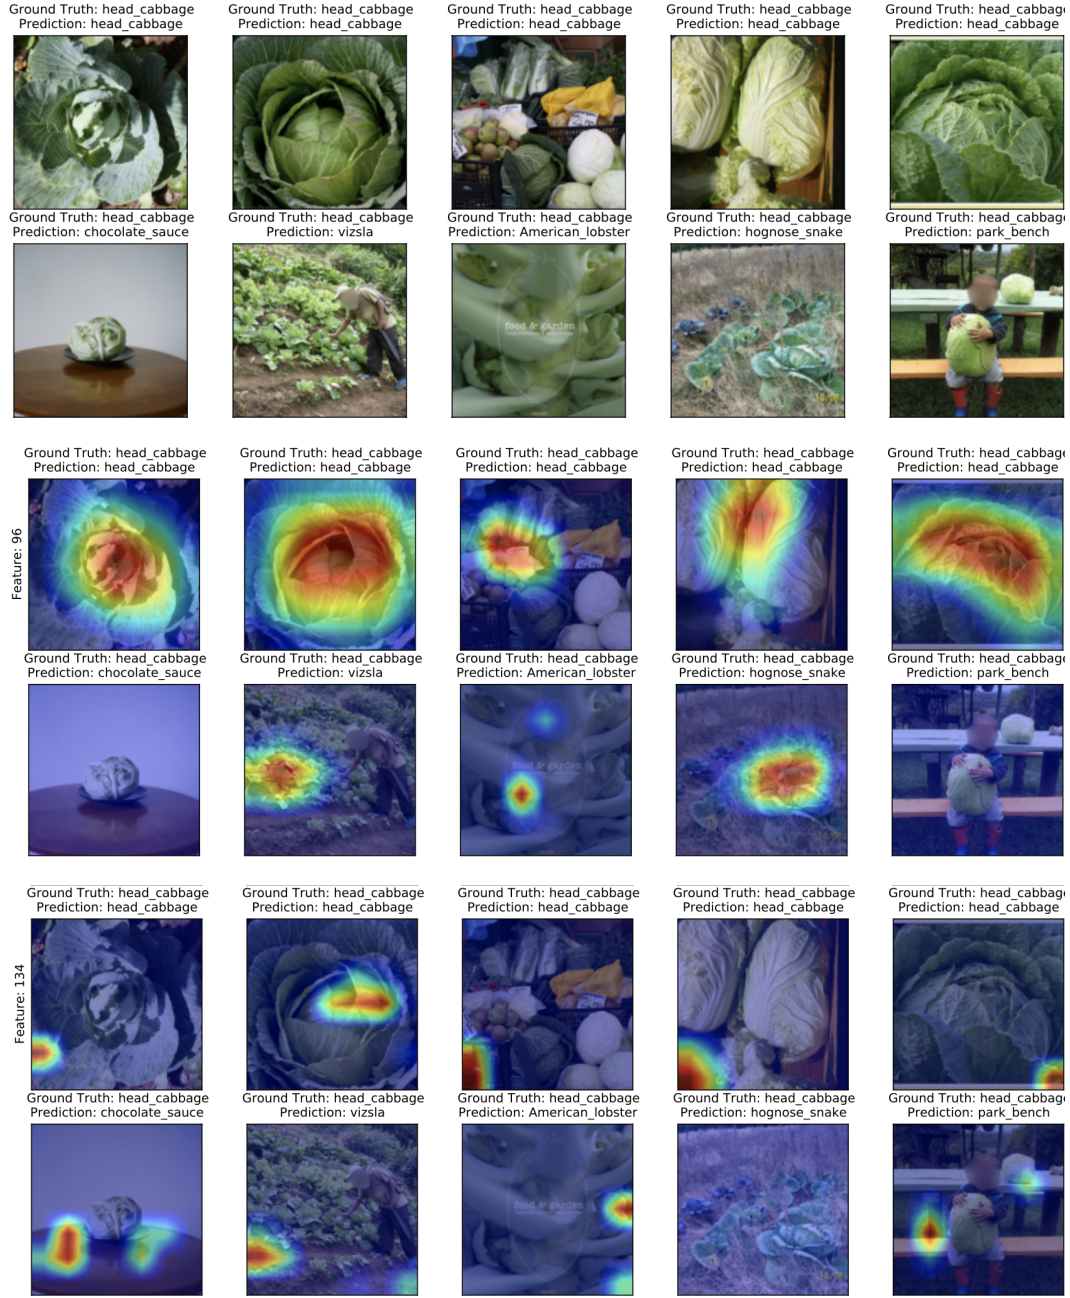 Ground Truth: head_cabbage Ground Truth: head_cabbage Ground Truth: head_cabbage Ground Truth: head_cabbage Ground Truth: head_cabbage
Prediction: head_cabbage Prediction: head_cabbage Prediction: head_cabbage Prediction: head_cabbage Prediction: head_cabbage
Ground Truth: head_cabbage Ground Truth: head_cabbage Ground Truth: head_cabbage Ground Truth: head_cabbage Ground Truth: head_cabbage
Prediction: chocolate_sauce Prediction: vizsla Prediction: American_lobster Prediction: hognose_snake Prediction: park_bench
food & garden
Ground Truth: head_cabbage Ground Truth: head_cabbage Ground Truth: head_cabbage Ground Truth: head_cabbage Ground Truth: head_cabbage
Prediction: head_cabbage Prediction: head_cabbage Prediction: head_cabbage Prediction: head_cabbage Prediction: head_cabbage
Feature: 96
Ground Truth: head_cabbage Ground Truth: head_cabbage Ground Truth: head_cabbage Ground Truth: head_cabbage Ground Truth: head_cabbage
Prediction: chocolate_sauce Prediction: vizsla Prediction: American_lobster Prediction: hognose_snake Prediction: park_bench
food & garden
Ground Truth: head_cabbage Ground Truth: head_cabbage Ground Truth: head_cabbage Ground Truth: head_cabbage Ground Truth: head_cabbage
Prediction: head_cabbage Prediction: head_cabbage Prediction: head_cabbage Prediction: head_cabbage Prediction: head_cabbage
Feature: 134
Ground Truth: head_cabbage Ground Truth: head_cabbage Ground Truth: head_cabbage Ground Truth: head_cabbage Ground Truth: head_cabbage
Prediction: chocolate_sauce Prediction: vizsla Prediction: American_lobster Prediction: hognose_snake Prediction: park_bench
food & garden